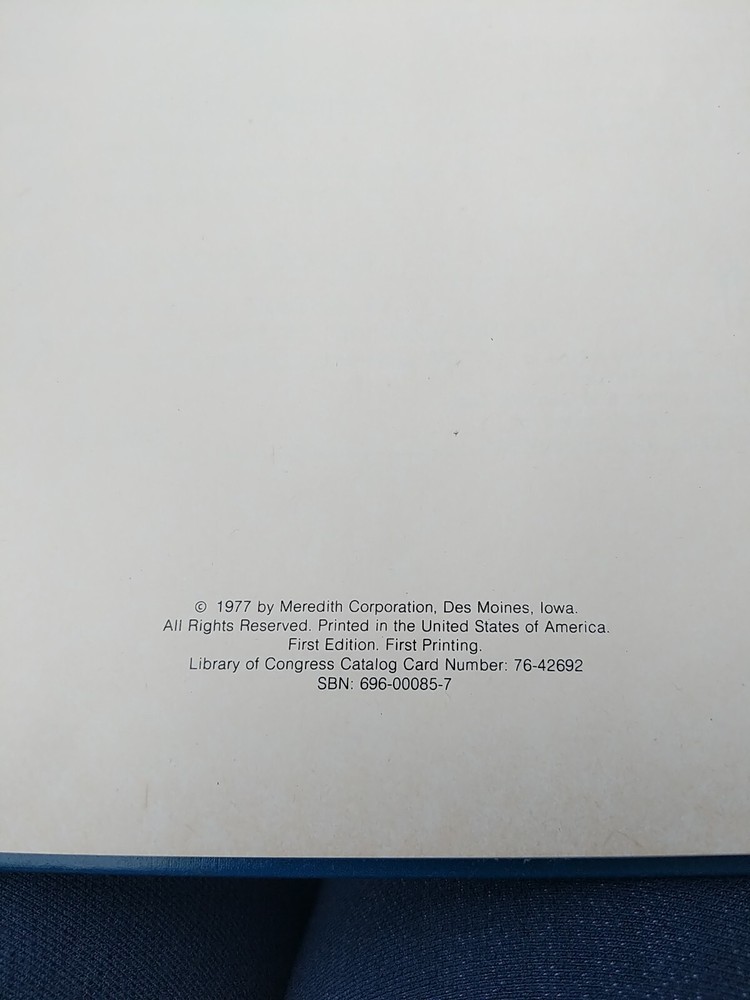 © 1977 by Meredith Corporation, Des Moines, Iowa.
All Rights Reserved. Printed in the United States of America.
First Edition. First Printing.
Library of Congress Catalog Card Number: 76-42692
SBN: 696-00085-7